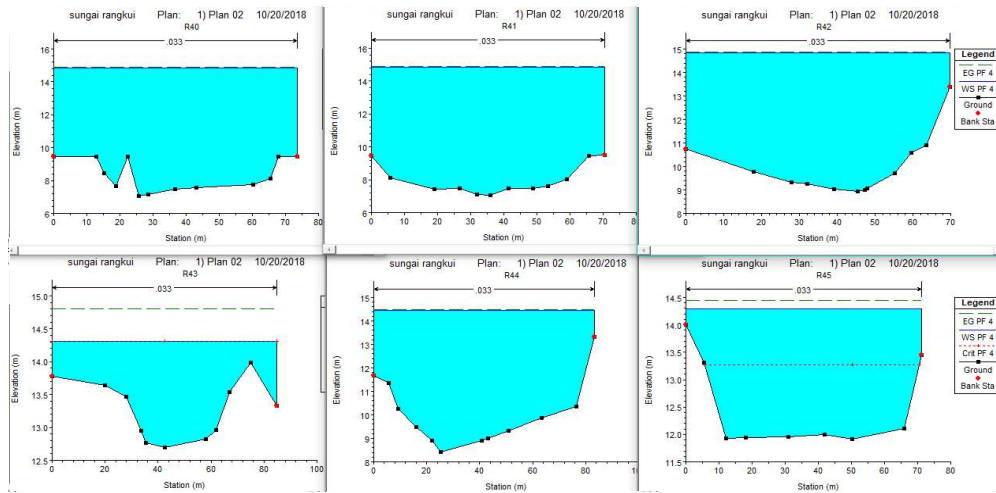 sungai rangkui Plan: 1) Plan 02 10/20/2018
R40
.033
16
14
12
10
8
6
Elevation (m)
0 10 20 30 40 50 60 70 80
Station (m)
sungai rangkui Plan: 1) Plan 02 10/20/2018
R41
.033
16
14
12
10
8
6
Elevation (m)
0 10 20 30 40 50 60 70 80
Station (m)
sungai rangkui Plan: 1) Plan 02 10/20/2018
R42
.033
15
14
13
12
11
10
9
8
Elevation (m)
0 10 20 30 40 50 60 70
Station (m)
Legend
EG PF 4
WS PF 4
Ground
Bank Sta
sungai rangkui Plan: 1) Plan 02 10/20/2018
R43
.033
15.0
14.5
14.0
13.5
13.0
12.5
Elevation (m)
0 20 40 60 80 100
Station (m)
sungai rangkui Plan: 1) Plan 02 10/20/2018
R44
.033
15
14
13
12
11
10
9
8
Elevation (m)
0 20 40 60 80 100
Station (m)
sungai rangkui Plan: 1) Plan 02 10/20/2018
R45
.033
14.5
14.0
13.5
13.0
12.5
12.0
11.5
Elevation (m)
0 10 20 30 40 50 60 70 80
Station (m)
Legend
EG PF 4
WS PF 4
Crit PF 4
Ground
Bank Sta